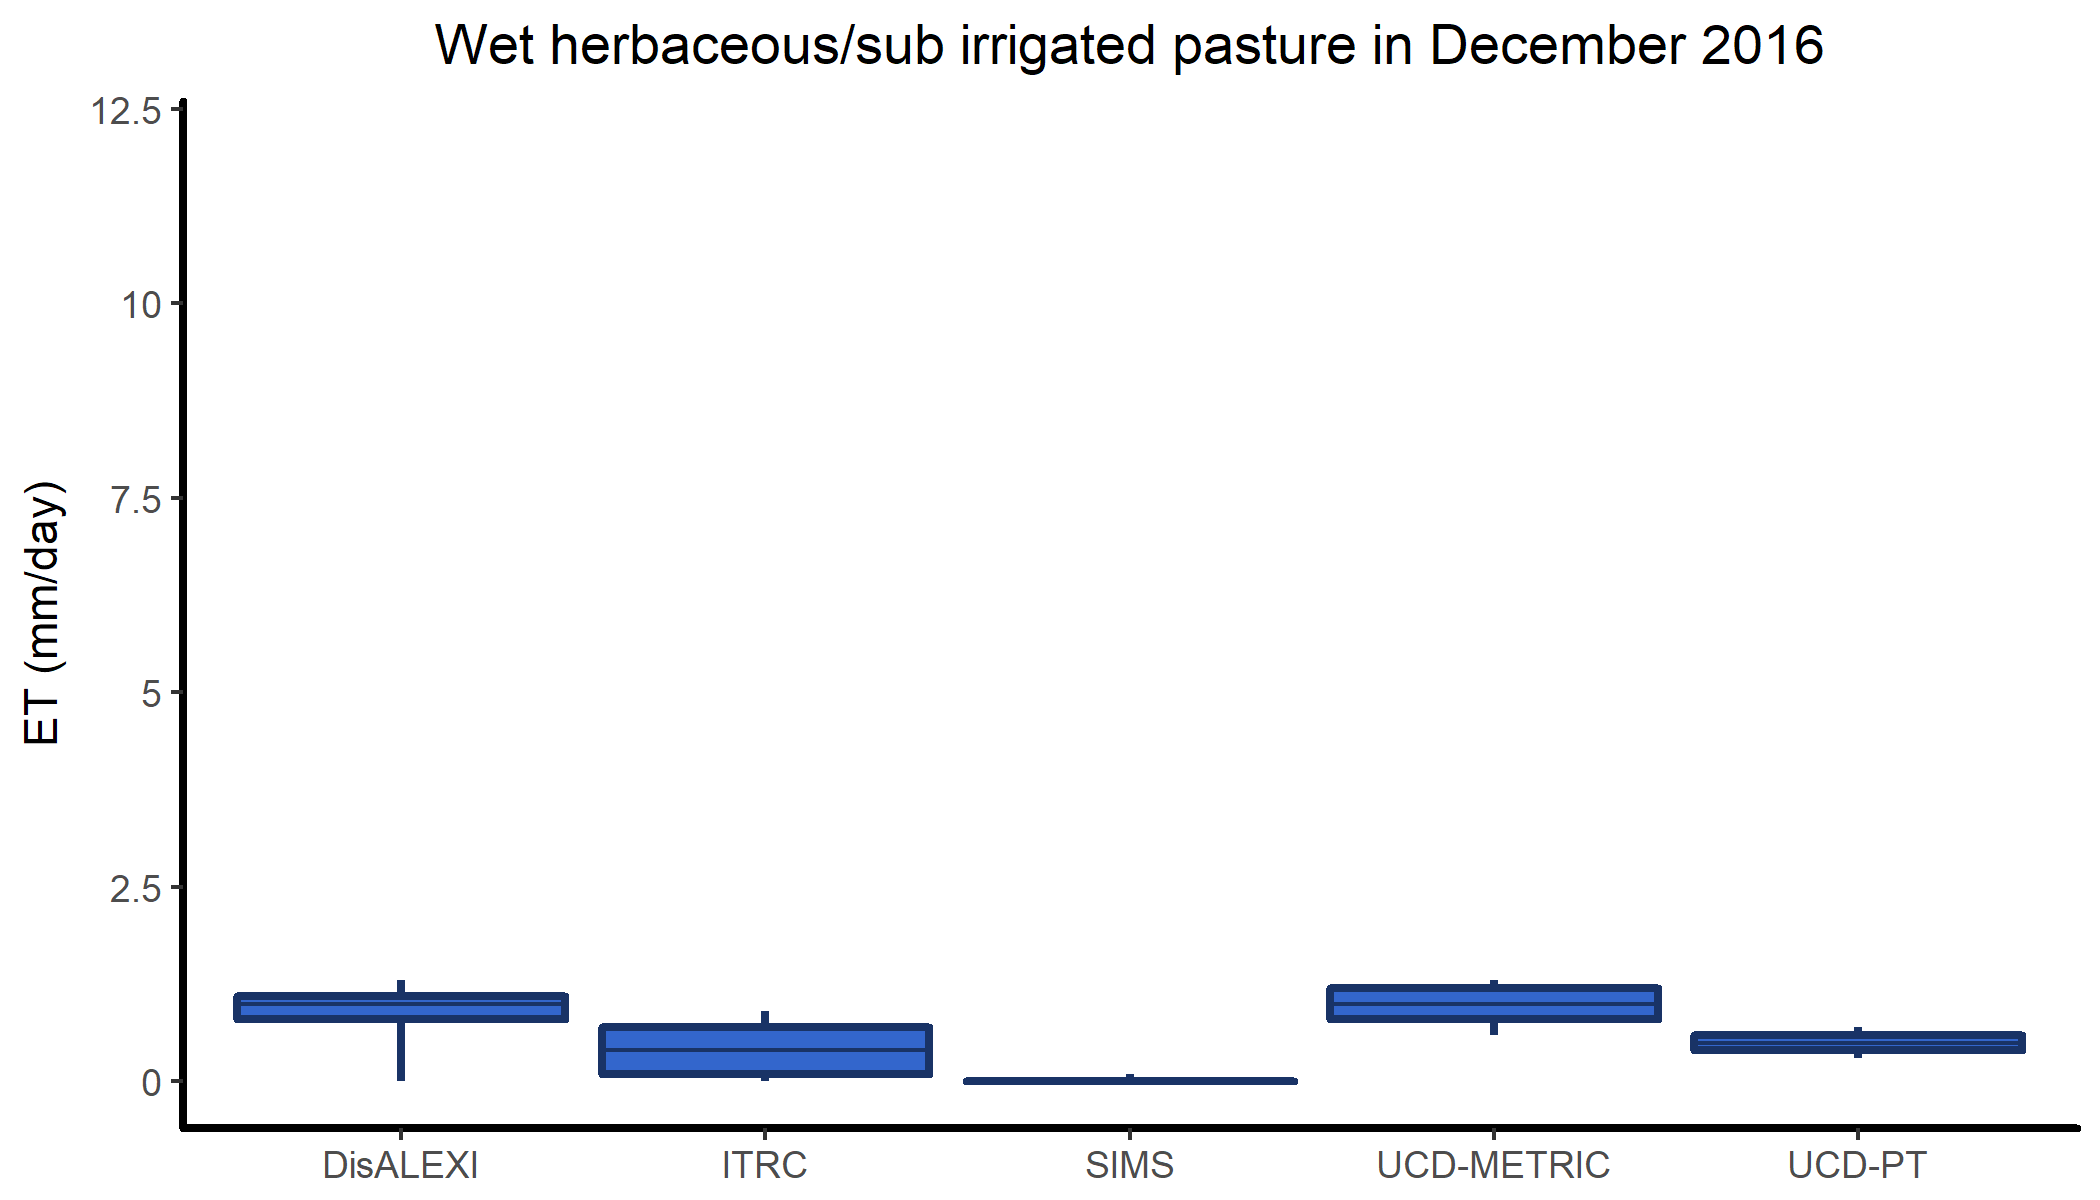 Wet herbaceous/sub irrigated pasture in December 2016
12.5
10
7.5
5
2.5
0
ET (mm/day)
DisALEXI
ITRC
SIMS
UCD-METRIC
UCD-PT